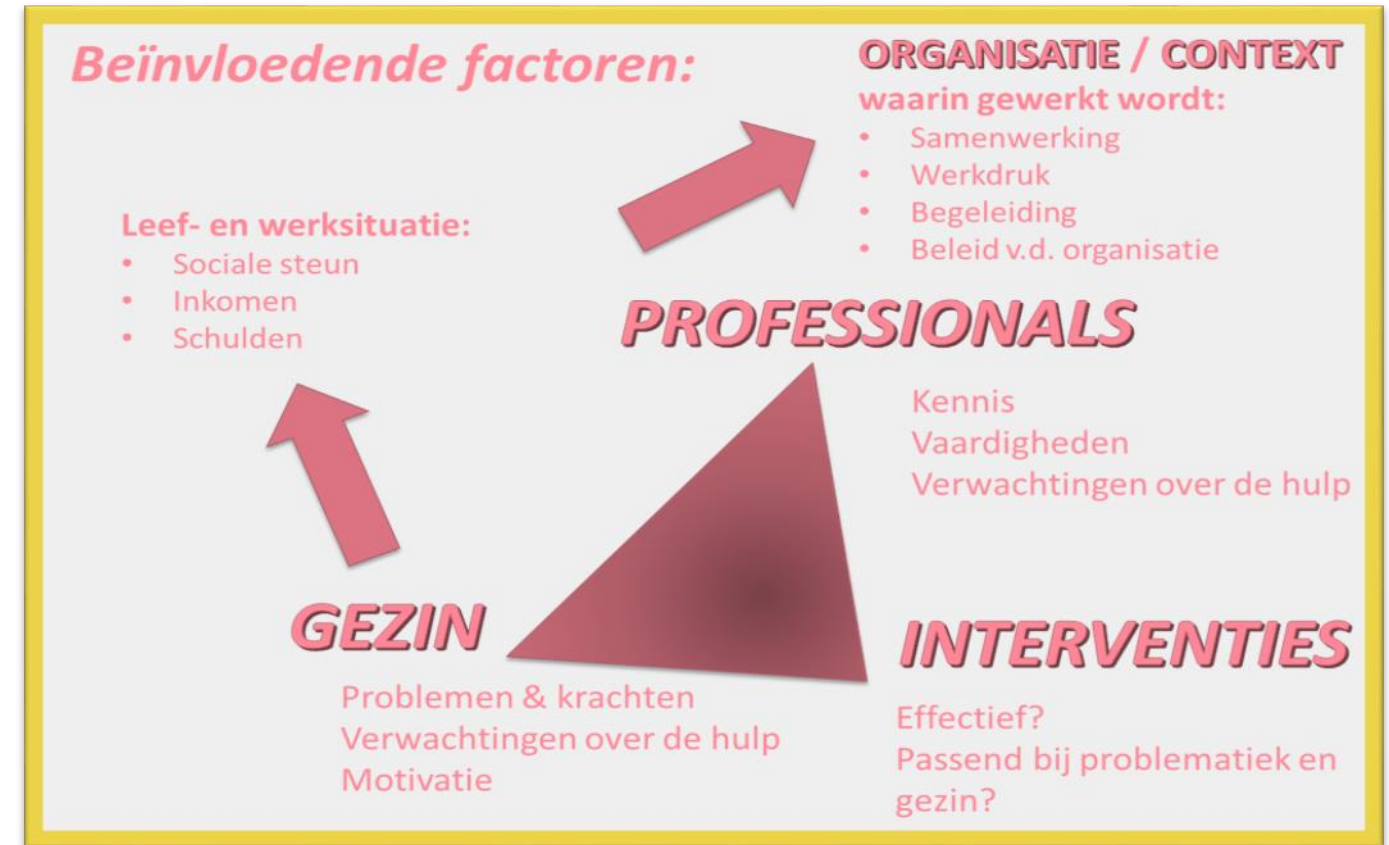 Beïnvloedende factoren:
ORGANISATIE / CONTEXT
waarin gewerkt wordt:
• Samenwerking
• Werkdruk
• Begeleiding
• Beleid v.d. organisatie
Leef- en werksituatie:
• Sociale steun
• Inkomen
• Schulden
PROFESSIONALS
Kennis
Vaardigheden
Verwachtingen over de hulp
GEZIN
Problemen & krachten
Verwachtingen over de hulp
Motivatie
INTERVENTIES
Effectief?
Passend bij problematiek en
gezin?